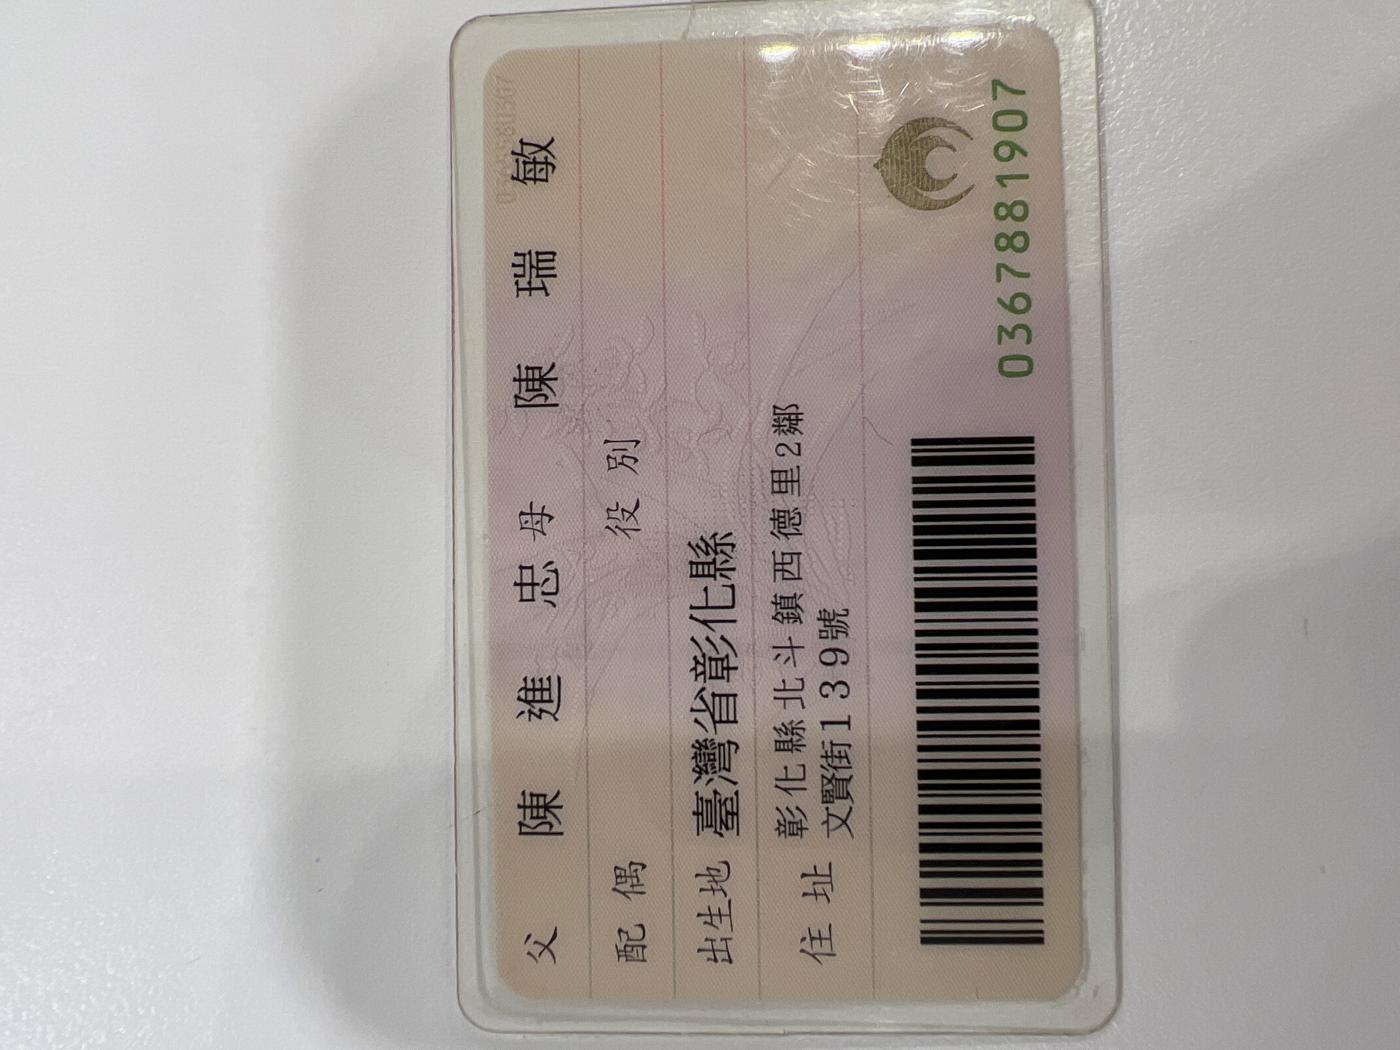 父 陳進忠 母 陳瑞敏
配偶 役別
出生地 臺灣省彰化縣
住址 彰化縣北斗鎮西德里2鄰
文賢街139號
0367881907